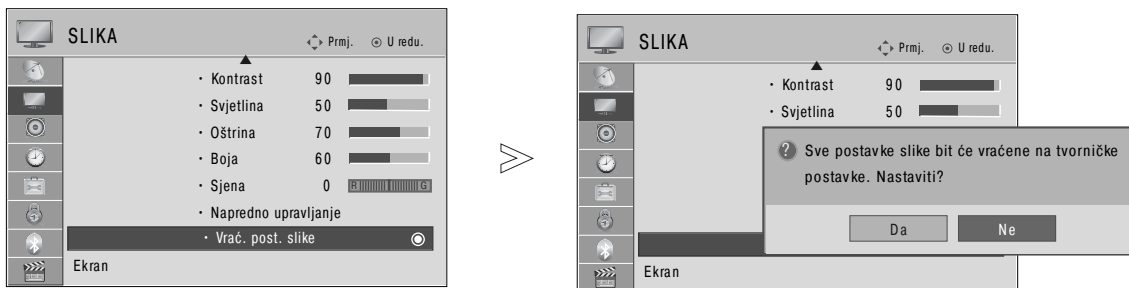 SLIKA
Prmj. U redu.
• Kontrast 90
• Svjetlina 50
• Oštrina 70
• Boja 60
• Sjena 0 R G
• Napredno upravljanje
• Vrać. post. slike
Ekran
SLIKA
Prmj. U redu.
• Kontrast 90
• Svjetlina 50
? Sve postavke slike bit će vraćene na tvorničke
postavke. Nastaviti?
Da Ne
Ekran